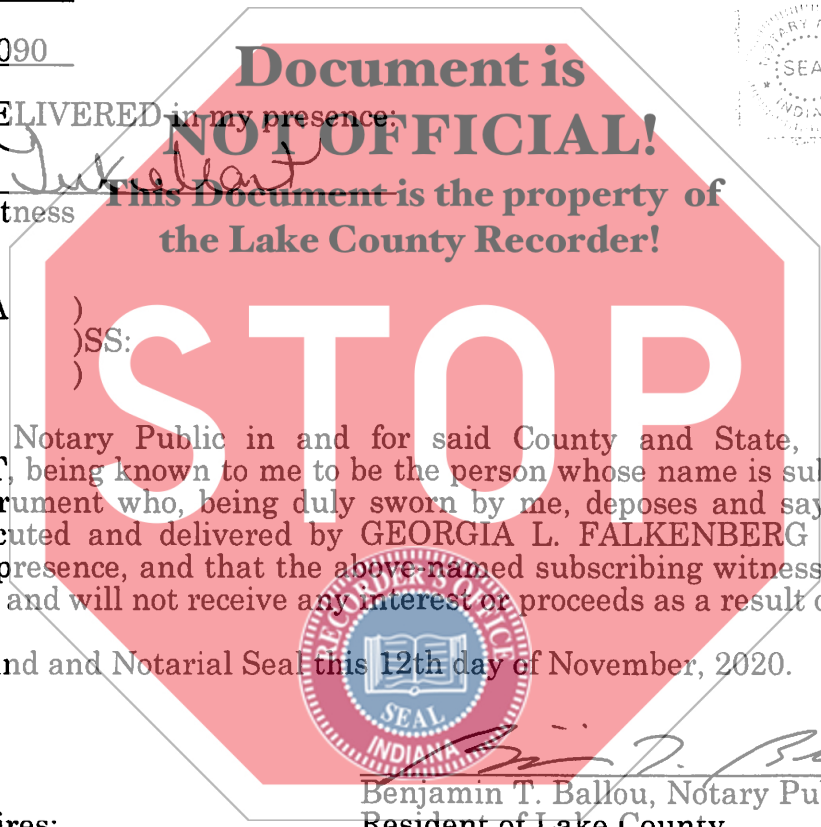 090
Document is
NOT OFFICIAL!
This Document is the property of
the Lake County Recorder!
SEA
ELIVERED in my presence:
tness
A )
)SS:
)
STOP
Notary Public in and for said County and State,
, being known to me to be the person whose name is sub
rument who, being duly sworn by me, deposes and say
cuted and delivered by GEORGIA L. FALKENBERG
presence, and that the above-named subscribing witness
and will not receive any interest or proceeds as a result o
nd and Notarial Seal this 12th day of November, 2020.
RECORDER'S OFFICE
SEAL
INDIANA
Benjamin T. Ballou, Notary Pu
Resident of Lake County
ires: